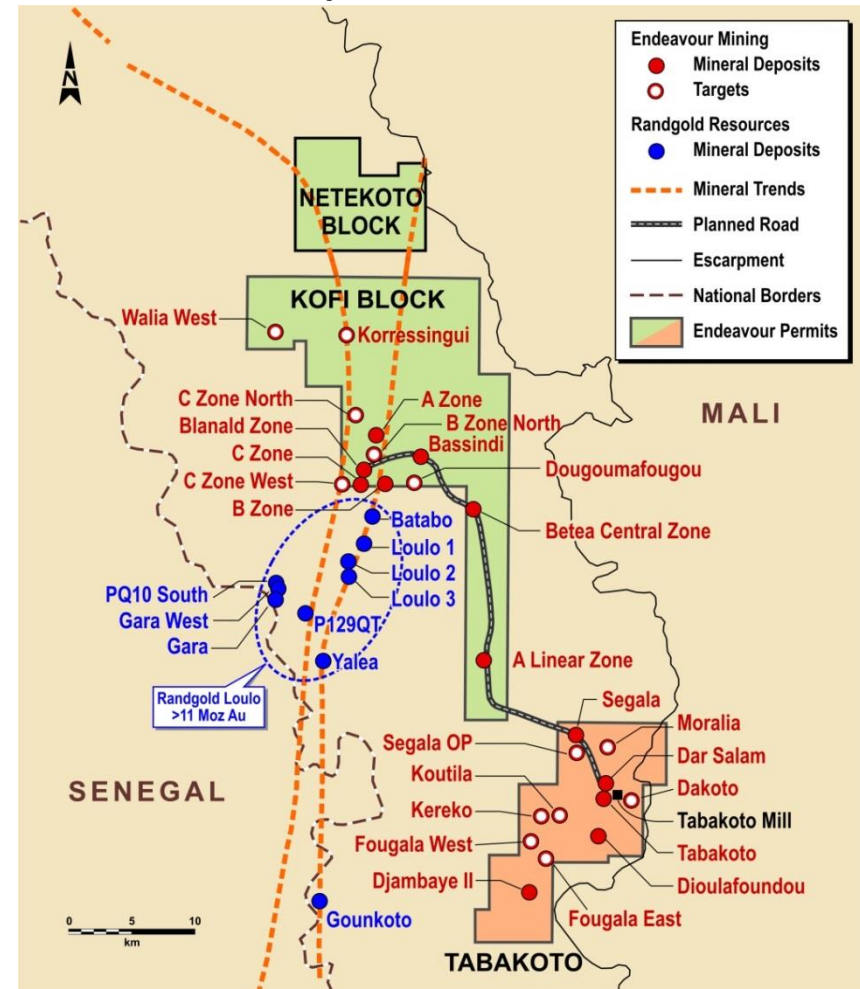 N
Endeavour Mining
Mineral Deposits
Targets
Randgold Resources
Mineral Deposits
Mineral Trends
Planned Road
Escarpment
National Borders
Endeavour Permits
NETEKOTO
BLOCK
KOFI BLOCK
Walia West
Korressingui
MALI
C Zone North
A Zone
Blanald Zone
B Zone North
C Zone
Bassindi
C Zone West
Dougoumafougou
B Zone
Batabo
Betea Central Zone
Loulo 1
PQ10 South
Loulo 2
Gara West
Loulo 3
Gara
P129QT
Yalea
A Linear Zone
Randgold Loulo
>11 Moz Au
Segala
Moralia
Segala OP
Dar Salam
SENEGAL
Koutila
Dakoto
Kereko
Tabakoto Mill
Fougala West
Tabakoto
Djambaye II
Dioulafoundou
Gounkoto
Fougala East
0 5 10
km
TABAKOTO